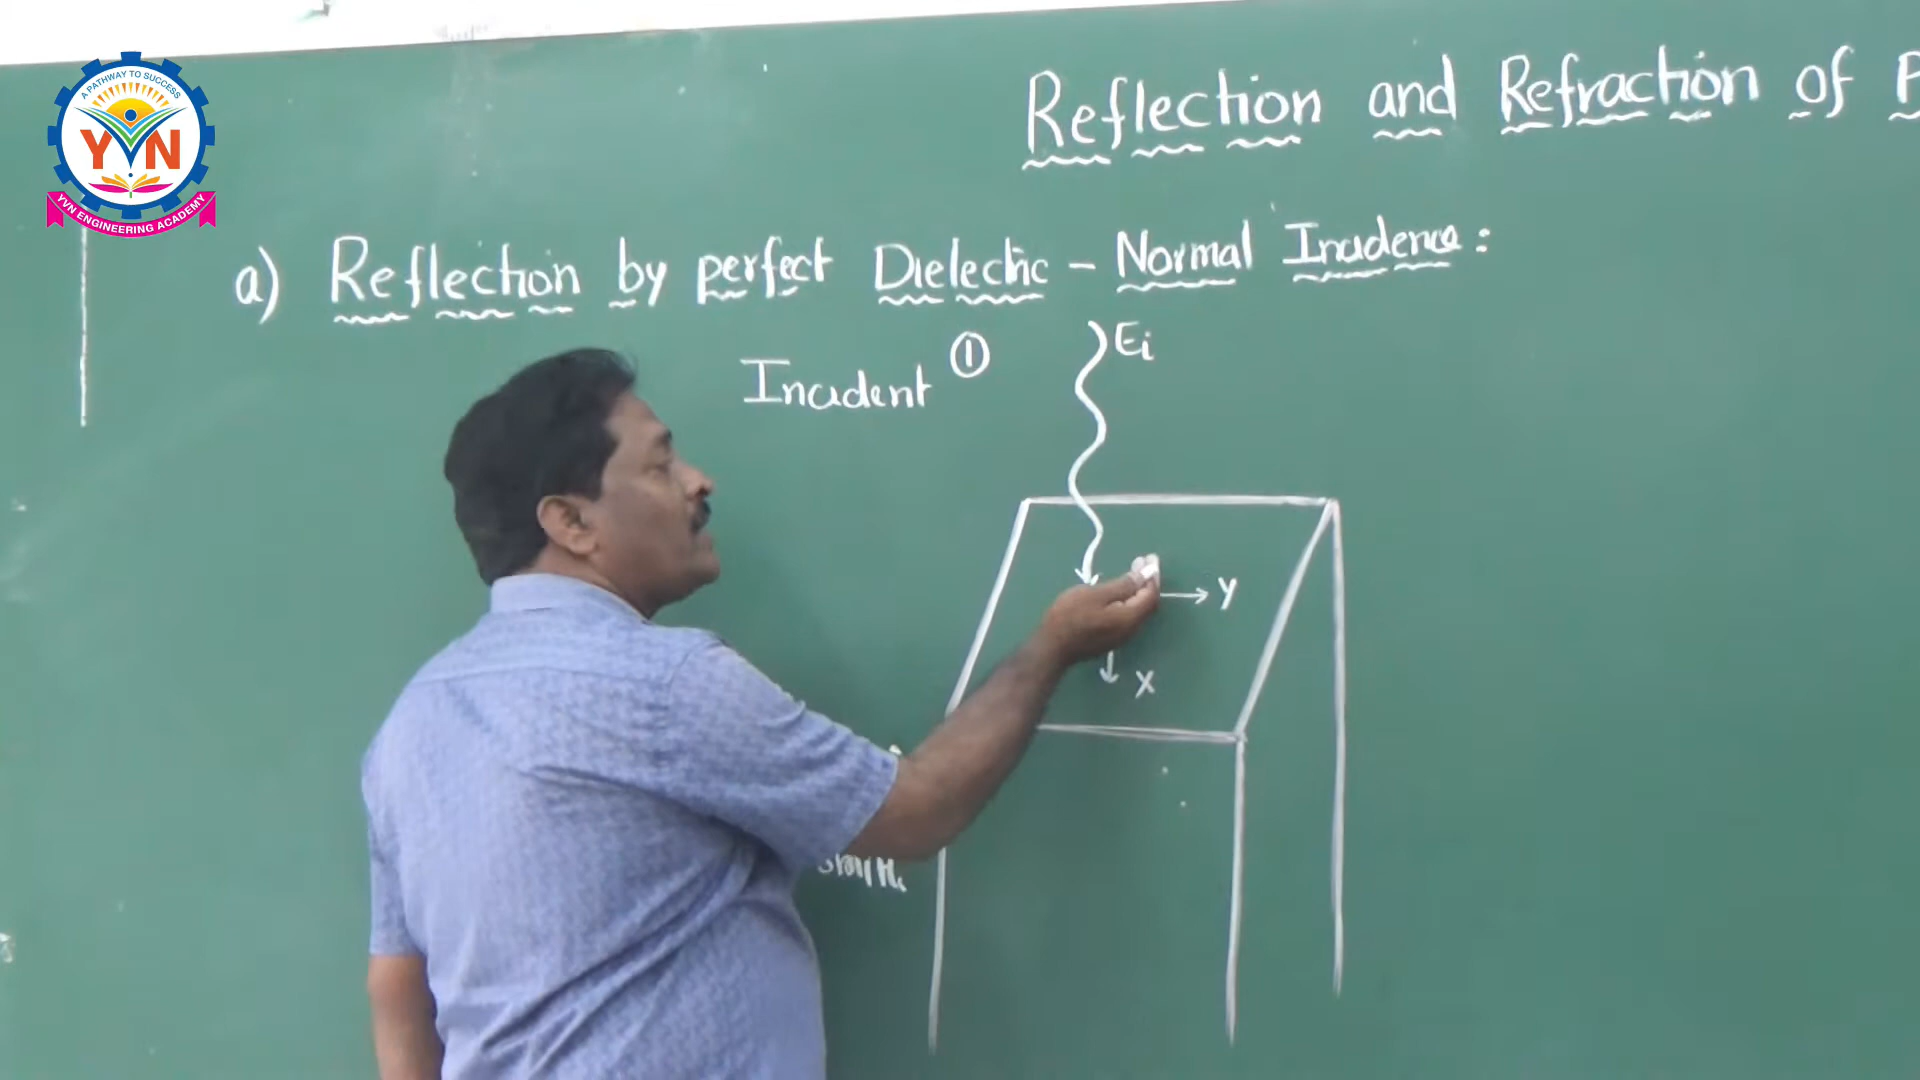 A PATHWAY TO SUCCESS
YVN
YVN ENGINEERING ACADEMY
Reflection and Refraction of
a) Reflection by perfect Dielectric - Normal Incidence:
Incident ①
Ei
y
x